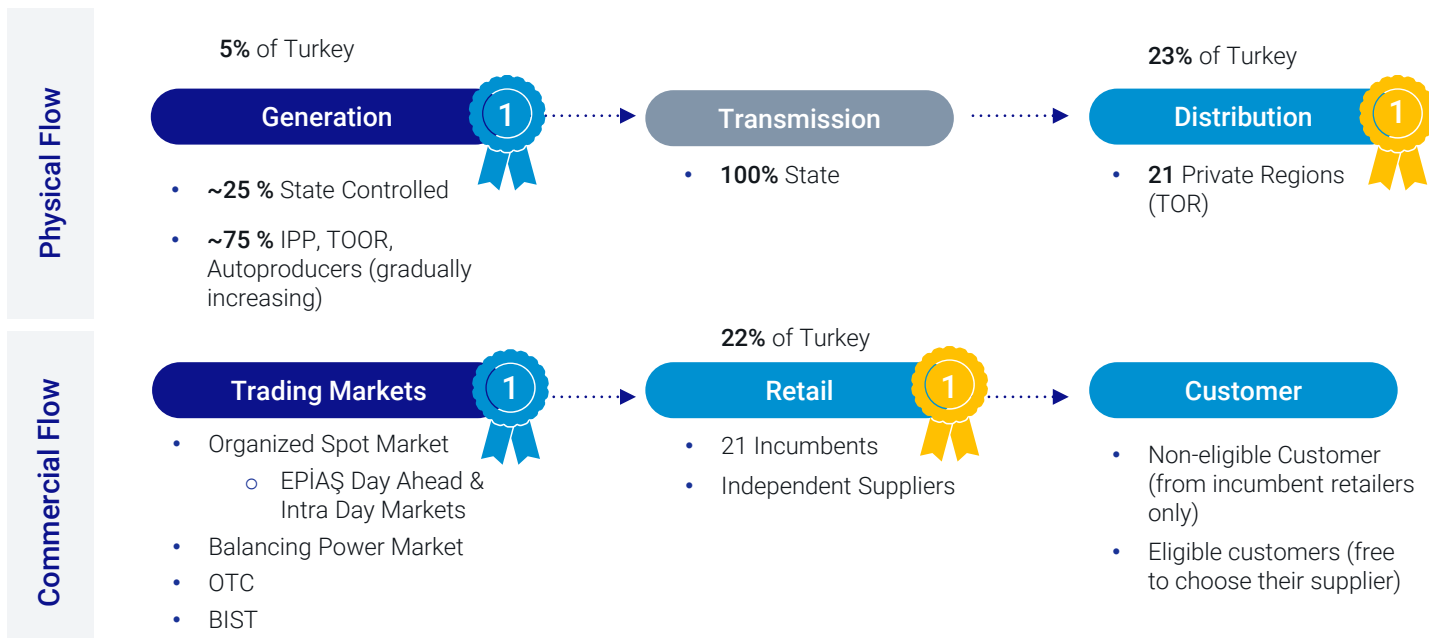 Physical Flow
5% of Turkey
Generation
1
• ~25 % State Controlled
• ~75 % IPP, TOOR,
Autoproducers (gradually
increasing)
Transmission
• 100% State
23% of Turkey
Distribution
1
• 21 Private Regions
(TOR)
Commercial Flow
Trading Markets
1
• Organized Spot Market
o EPİAŞ Day Ahead &
Intra Day Markets
• Balancing Power Market
• OTC
• BIST
22% of Turkey
Retail
1
• 21 Incumbents
• Independent Suppliers
Customer
• Non-eligible Customer
(from incumbent retailers
only)
• Eligible customers (free
to choose their supplier)